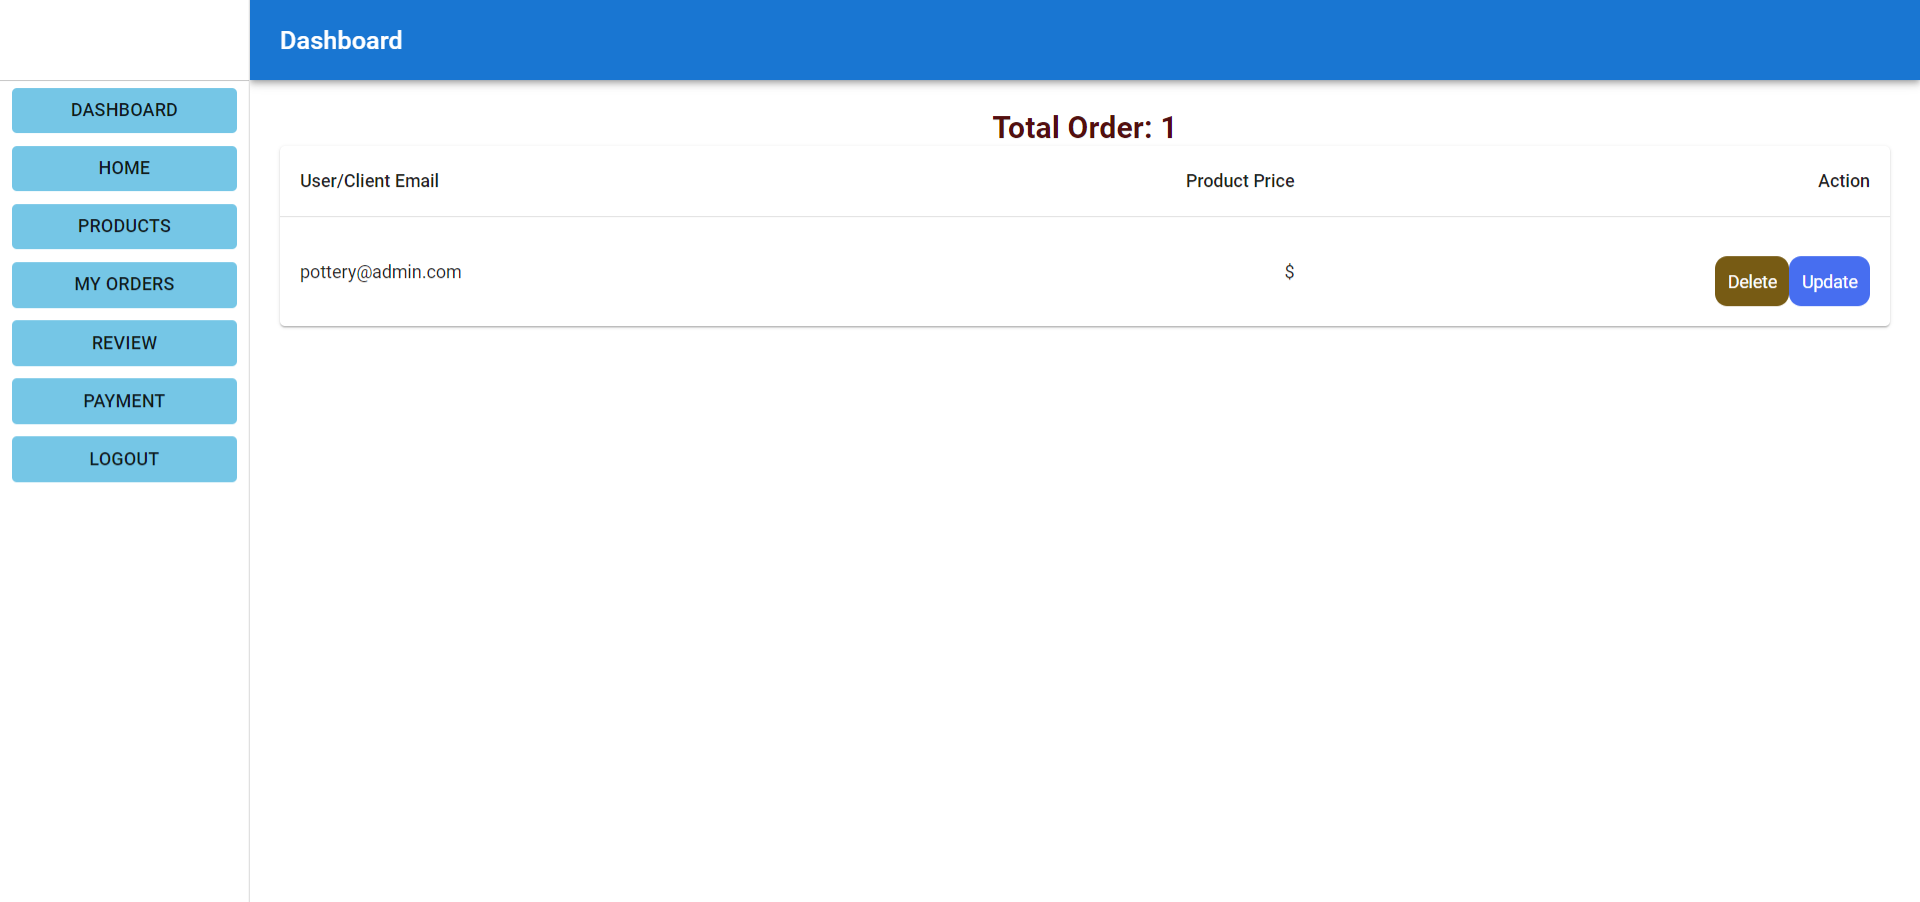 Dashboard
DASHBOARD
HOME
PRODUCTS
MY ORDERS
REVIEW
PAYMENT
LOGOUT
Total Order: 1
User/Client Email Product Price Action
pottery@admin.com $ Delete Update